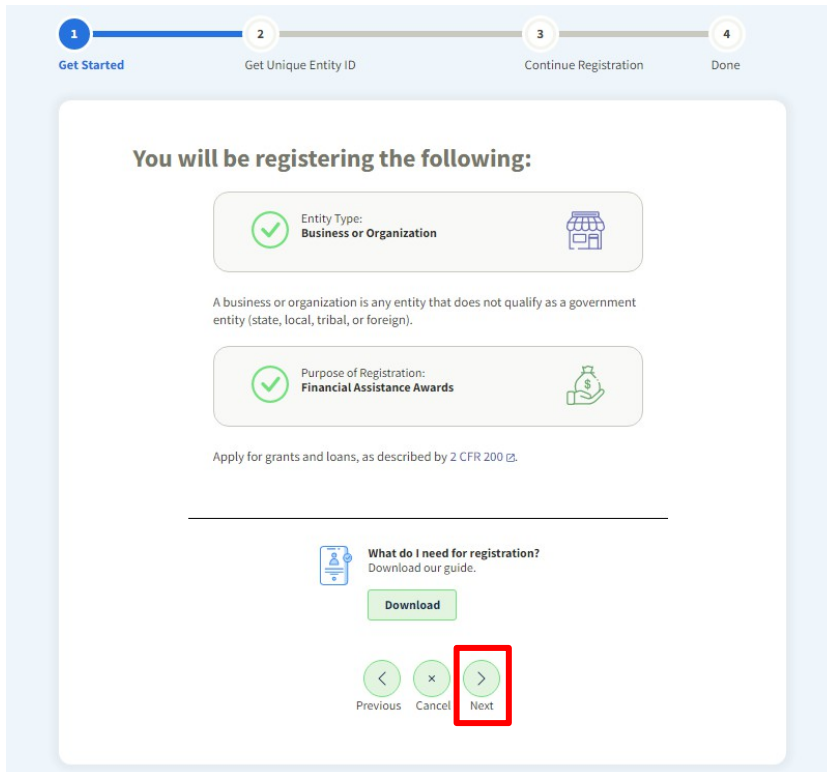 1
2
3
4
Get Started
Get Unique Entity ID
Continue Registration
Done
You will be registering the following:
Entity Type:
Business or Organization
A business or organization is any entity that does not qualify as a government
entity (state, local, tribal, or foreign).
Purpose of Registration:
Financial Assistance Awards
$
Apply for grants and loans, as described by 2 CFR 200.
What do I need for registration?
Download our guide.
Download
Previous
Cancel
Next